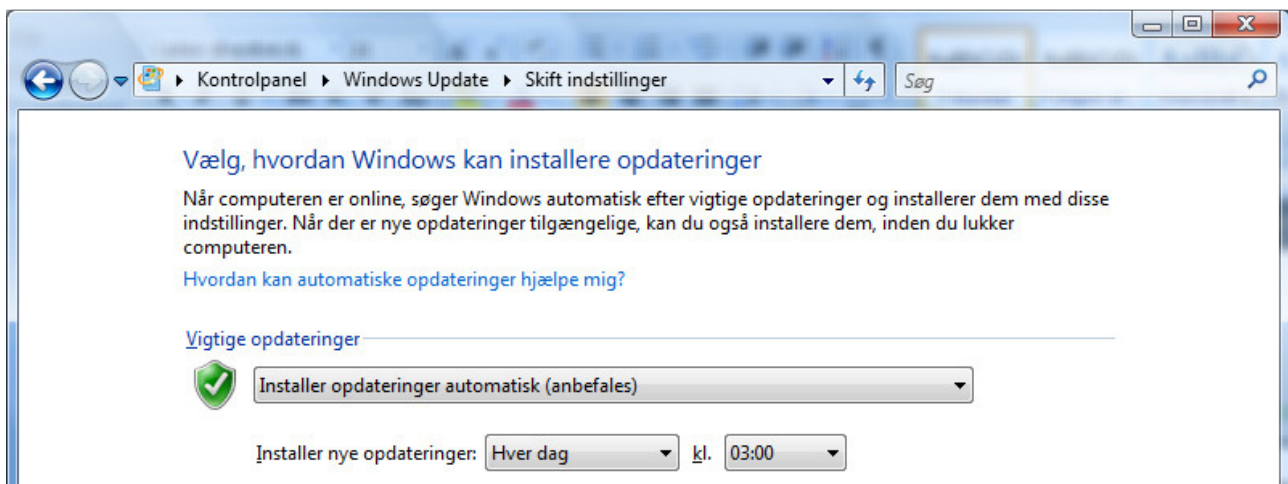 Kontrolpanel ▸ Windows Update ▸ Skift indstillinger
Søg
Vælg, hvordan Windows kan installere opdateringer
Når computeren er online, søger Windows automatisk efter vigtige opdateringer og installerer dem med disse
indstillinger. Når der er nye opdateringer tilgængelige, kan du også installere dem, inden du lukker
computeren.
Hvordan kan automatiske opdateringer hjælpe mig?
Vigtige opdateringer
Installer opdateringer automatisk (anbefales)
Installer nye opdateringer: Hver dag kl. 03:00